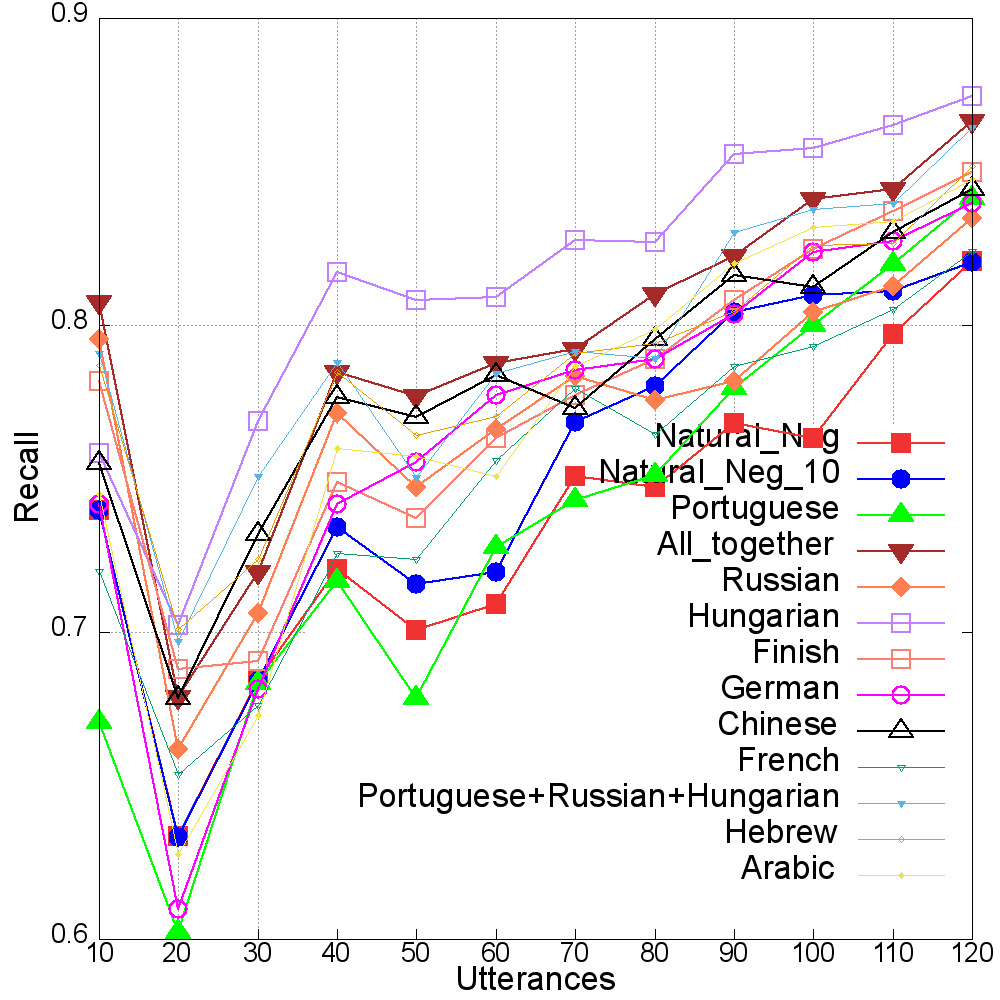 0.9
0.8
0.7
0.6
Recall
10 20 30 40 50 60 70 80 90 100 110 120
Utterances
Natural_Neg
Natural_Neg_10
Portuguese
All_together
Russian
Hungarian
Finish
German
Chinese
French
Portuguese+Russian+Hungarian
Hebrew
Arabic